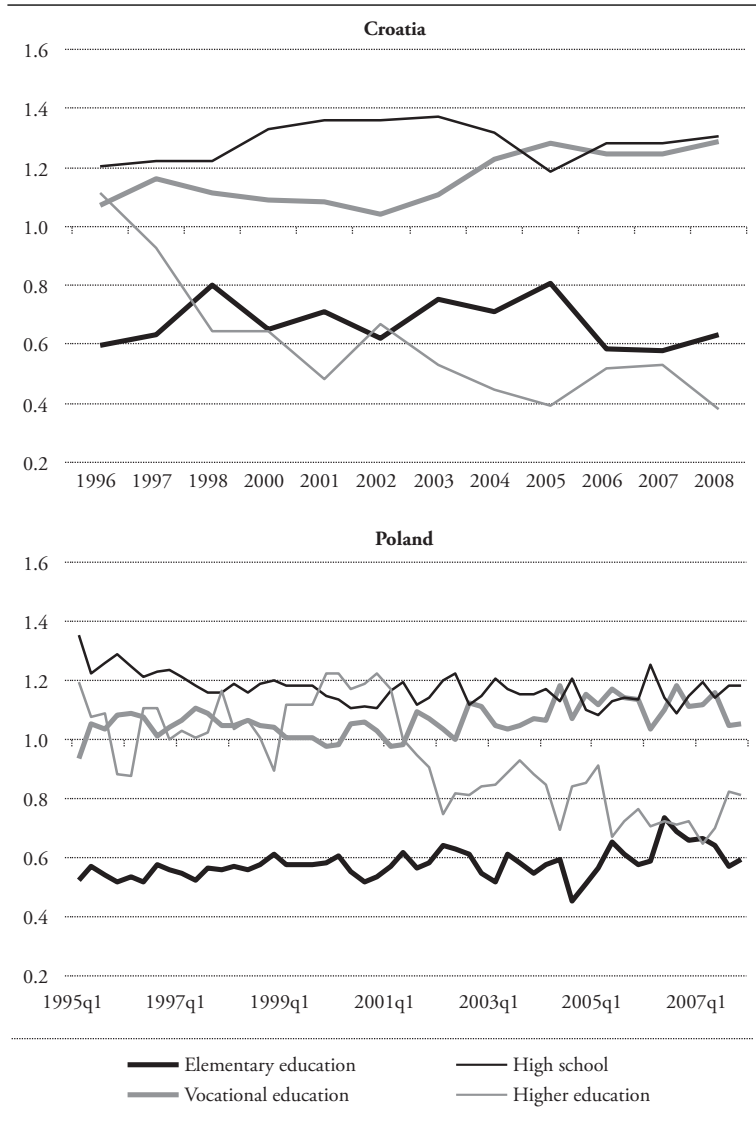 Croatia
1.6
1.4
1.2
1.0
0.8
0.6
0.4
0.2
1996 1997 1998 2000 2001 2002 2003 2004 2005 2006 2007 2008
Poland
1.6
1.4
1.2
1.0
0.8
0.6
0.4
0.2
1995q1 1997q1 1999q1 2001q1 2003q1 2005q1 2007q1
Elementary education High school
Vocational education Higher education